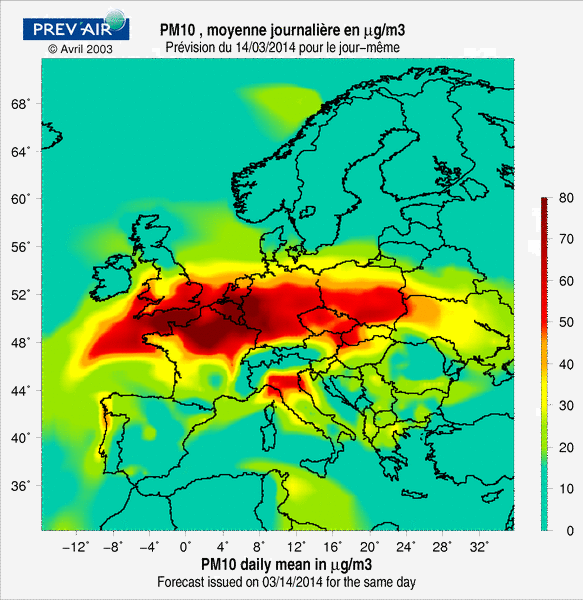 PREV'AIR
© Avril 2003
PM10 , moyenne journalière en µg/m3
Prévision du 14/03/2014 pour le jour-même
68°
64°
60°
56°
52°
48°
44°
40°
36°
80
70
60
50
40
30
20
10
0
-12° -8° -4° 0° 4° 8° 12° 16° 20° 24° 28° 32°
PM10 daily mean in µg/m3
Forecast issued on 03/14/2014 for the same day